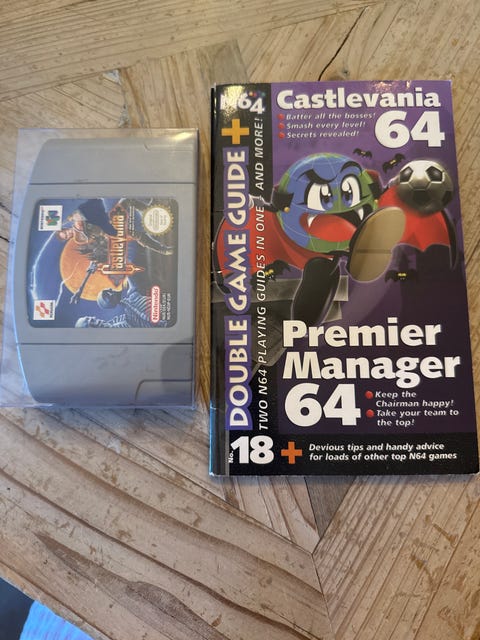 Castlevania
KONAMI
Nintendo
N64
DOUBLE GAME GUIDE+
TWO N64 PLAYING GUIDES IN ONE - AND MORE!
No. 18
Castlevania
64
Batter all the bosses!
Smash every level!
Secrets revealed!
Premier
Manager
64
Keep the
Chairman happy!
Take your team to
the top!
+ Devious tips and handy advice
for loads of other top N64 games